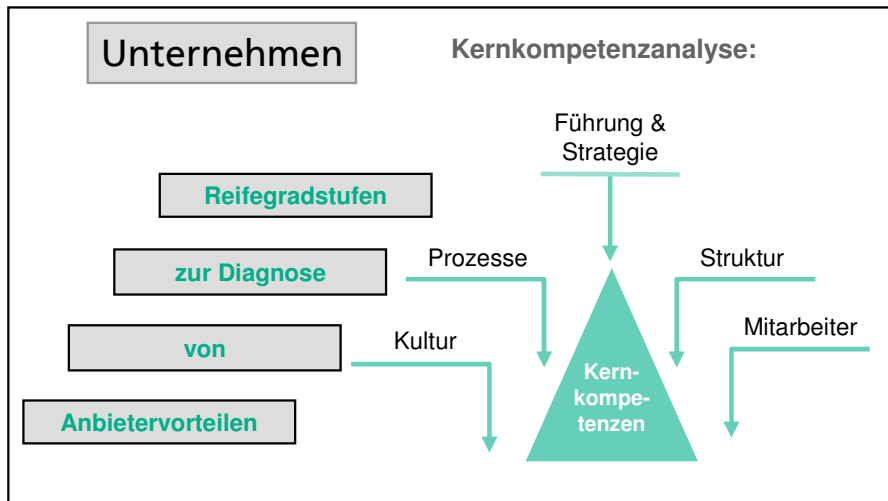 Unternehmen
Kernkompetenzanalyse:
Führung &
Strategie
Reifegradstufen
zur Diagnose
von
Anbietervorteilen
Prozesse
Kultur
Struktur
Mitarbeiter
Kern-
kompe-
tenzen